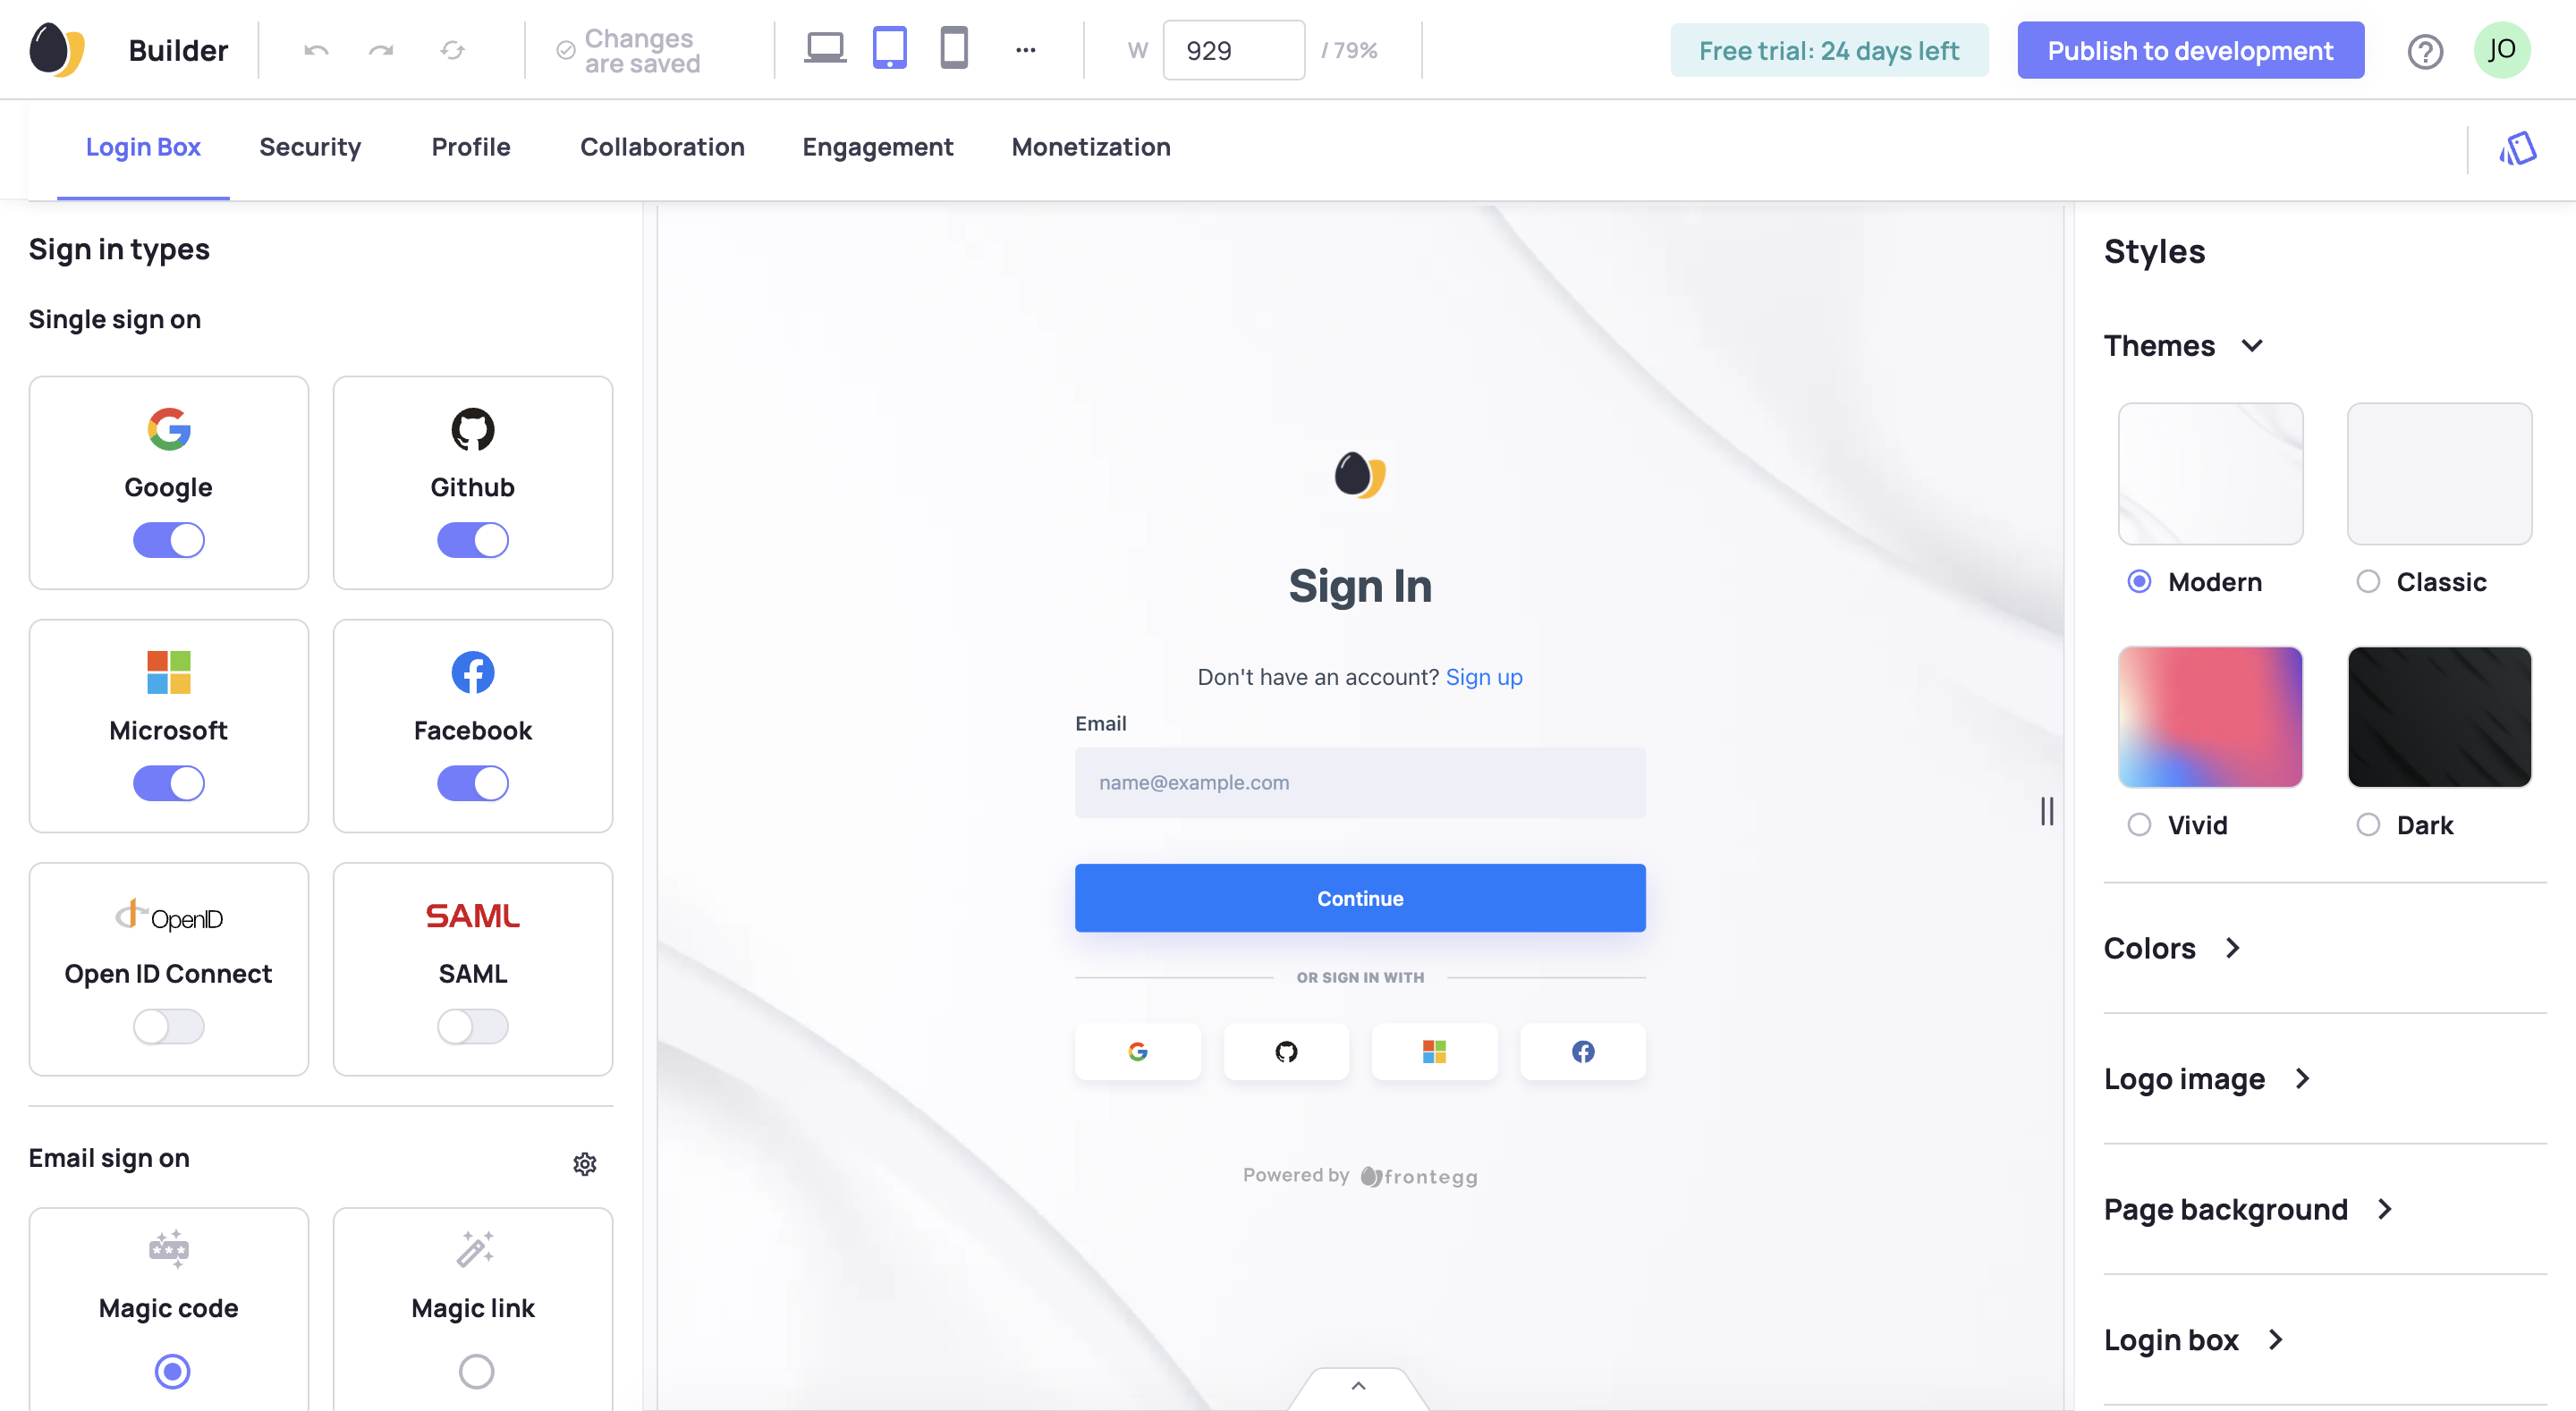 Builder
Changes
are saved
W
929
/ 79%
Free trial: 24 days left
Publish to development
JO
Login Box
Security
Profile
Collaboration
Engagement
Monetization
Sign in types
Single sign on
Google
Github
Microsoft
Facebook
OpenID
Open ID Connect
SAML
SAML
Email sign on
Magic code
Magic link
Sign In
Don't have an account? Sign up
Email
name@example.com
Continue
OR SIGN IN WITH
Powered by frontegg
Styles
Themes
Modern
Classic
Vivid
Dark
Colors
Logo image
Page background
Login box